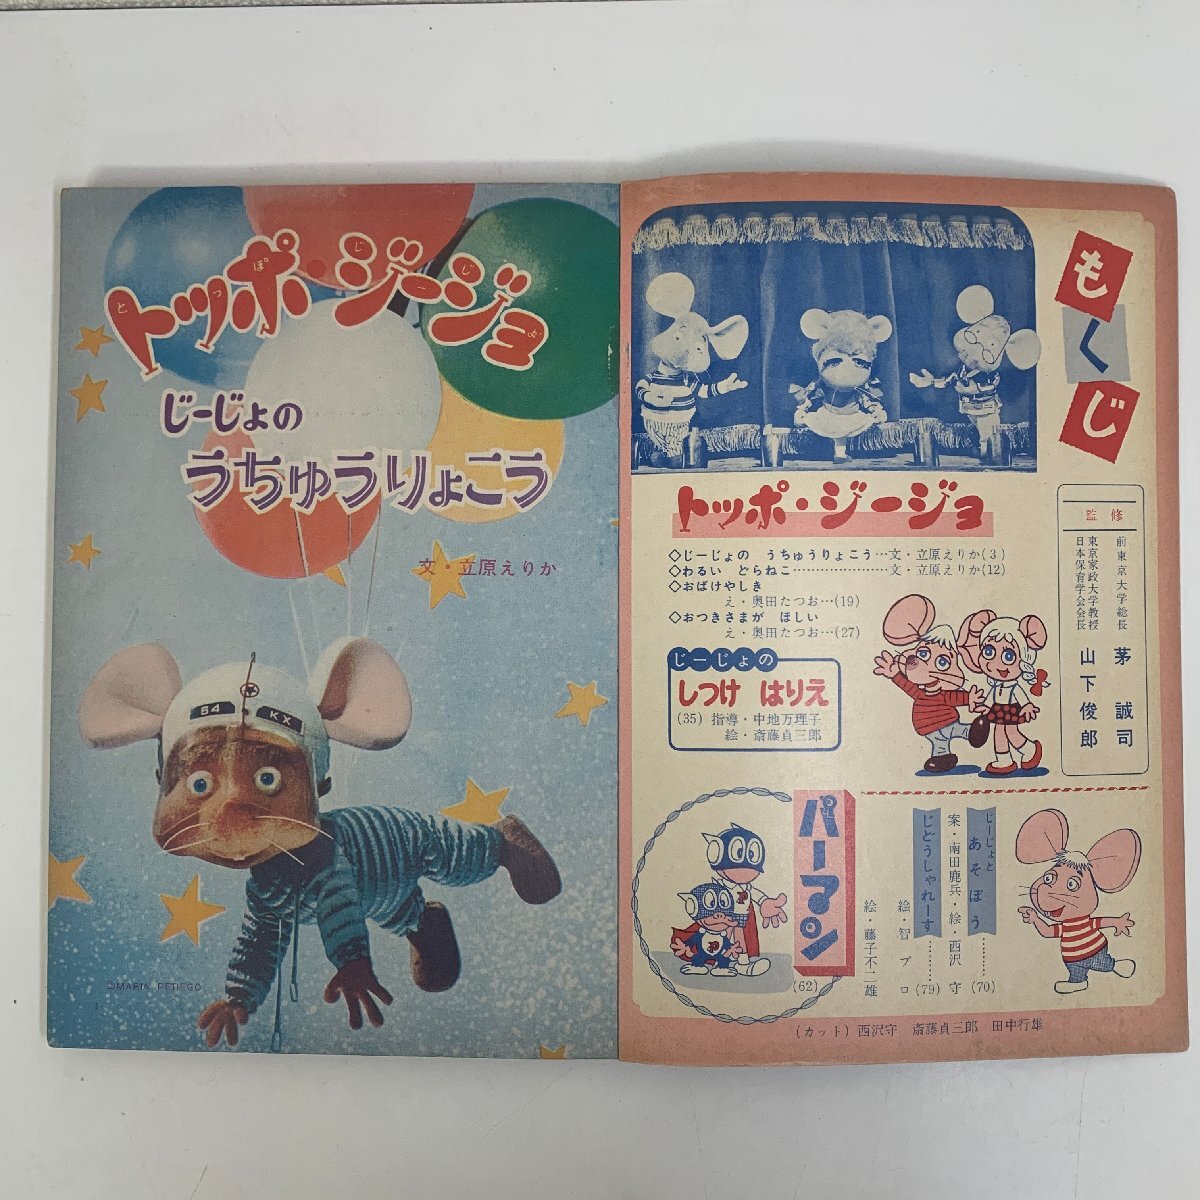 トッポ・ジージョ
とっぽ じじょ
じーじょの
うちゅうりょこう
文・立原えりか
54 KX
©MARIA PEREGO
3
もくじ
トッポ・ジージョ
◇じーじょの うちゅうりょこう…文・立原えりか(3)
◇わるい どらねこ…………………文・立原えりか(12)
◇おばけやしき
え・奥田たつお…(19)
◇おつきさまが ほしい
え・奥田たつお…(27)
じーじょの
しつけ はりえ
(35) 指導・中地万理子
絵・斎藤貞三郎
監修
前東京大学総長 茅 誠司
東京家政大学教授
日本保育学会会長 山下俊郎
パーマン
(62)
絵・藤子不二雄
じーじょと
あそぼう………(70)
案・南田鹿兵・絵・西沢 守
じどうしゃれーす………(79)
絵・智プロ
(カット) 西沢守 斎藤貞三郎 田中行雄